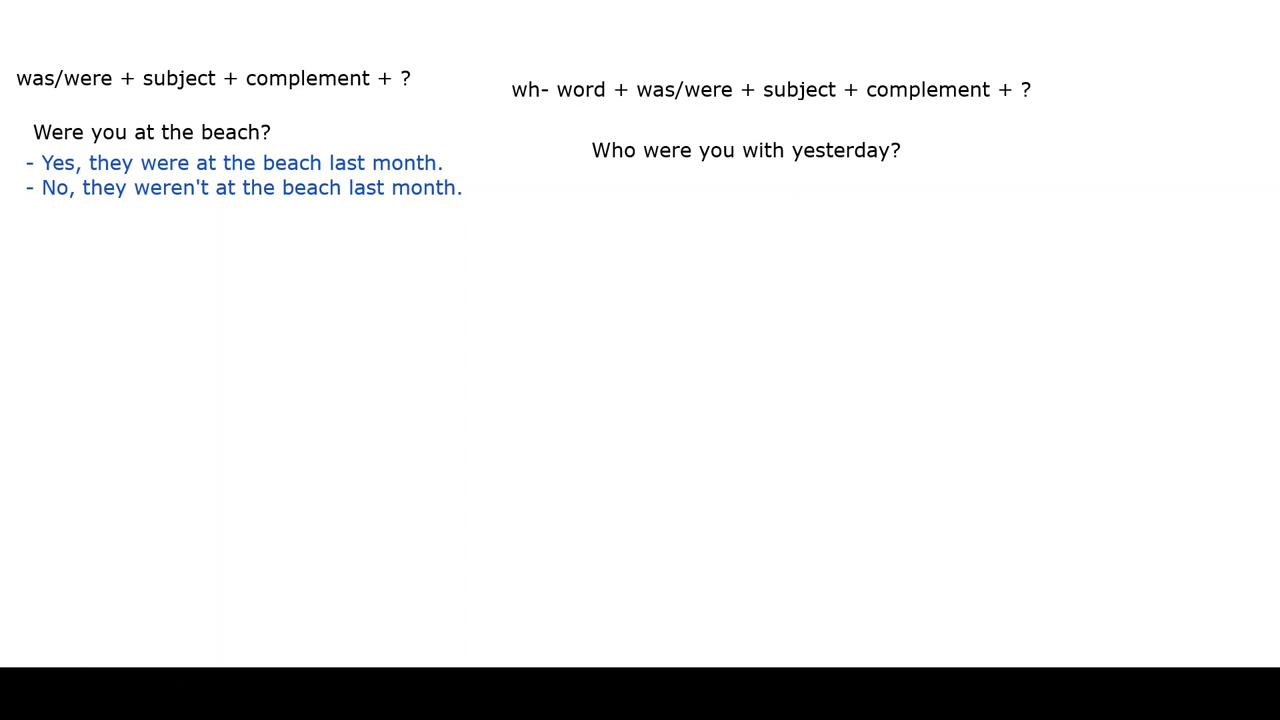 was/were + subject + complement + ?
Were you at the beach?
- Yes, they were at the beach last month.
- No, they weren't at the beach last month.
wh- word + was/were + subject + complement + ?
Who were you with yesterday?